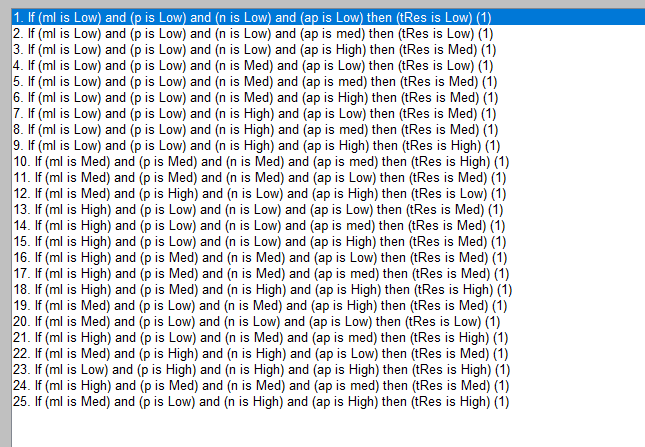 1. If (ml is Low) and (p is Low) and (n is Low) and (ap is Low) then (tRes is Low) (1)
2. If (ml is Low) and (p is Low) and (n is Low) and (ap is med) then (tRes is Low) (1)
3. If (ml is Low) and (p is Low) and (n is Low) and (ap is High) then (tRes is Med) (1)
4. If (ml is Low) and (p is Low) and (n is Med) and (ap is Low) then (tRes is Low) (1)
5. If (ml is Low) and (p is Low) and (n is Med) and (ap is med) then (tRes is Med) (1)
6. If (ml is Low) and (p is Low) and (n is Med) and (ap is High) then (tRes is Med) (1)
7. If (ml is Low) and (p is Low) and (n is High) and (ap is Low) then (tRes is Med) (1)
8. If (ml is Low) and (p is Low) and (n is High) and (ap is med) then (tRes is Med) (1)
9. If (ml is Low) and (p is Low) and (n is High) and (ap is High) then (tRes is High) (1)
10. If (ml is Med) and (p is Med) and (n is Med) and (ap is med) then (tRes is High) (1)
11. If (ml is Med) and (p is Med) and (n is Med) and (ap is Low) then (tRes is Med) (1)
12. If (ml is Med) and (p is High) and (n is Low) and (ap is High) then (tRes is Low) (1)
13. If (ml is High) and (p is Low) and (n is Low) and (ap is Low) then (tRes is Med) (1)
14. If (ml is High) and (p is Low) and (n is Low) and (ap is med) then (tRes is Med) (1)
15. If (ml is High) and (p is Low) and (n is Low) and (ap is High) then (tRes is Med) (1)
16. If (ml is High) and (p is Med) and (n is Med) and (ap is Low) then (tRes is Med) (1)
17. If (ml is High) and (p is Med) and (n is Med) and (ap is med) then (tRes is Med) (1)
18. If (ml is High) and (p is Med) and (n is High) and (ap is High) then (tRes is High) (1)
19. If (ml is Med) and (p is Low) and (n is Med) and (ap is High) then (tRes is Med) (1)
20. If (ml is Med) and (p is Low) and (n is Low) and (ap is Low) then (tRes is Low) (1)
21. If (ml is High) and (p is Low) and (n is Med) and (ap is med) then (tRes is High) (1)
22. If (ml is Med) and (p is High) and (n is High) and (ap is Low) then (tRes is Med) (1)
23. If (ml is Low) and (p is High) and (n is High) and (ap is High) then (tRes is High) (1)
24. If (ml is High) and (p is Med) and (n is Med) and (ap is med) then (tRes is High) (1)
25. If (ml is Med) and (p is Low) and (n is High) and (ap is High) then (tRes is High) (1)